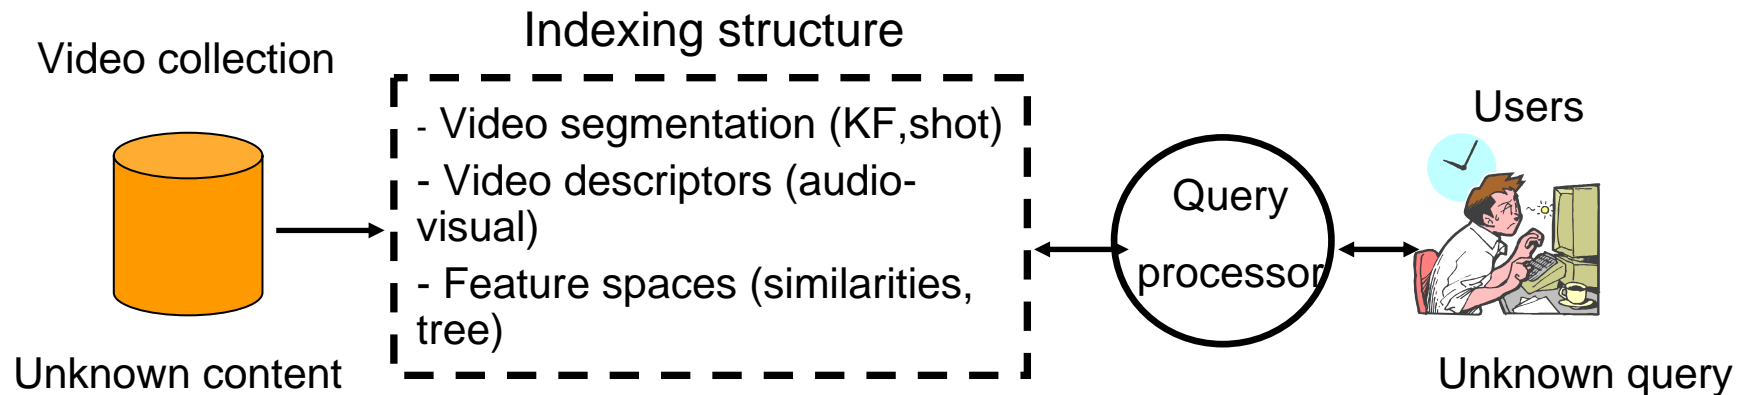 Video collection
Unknown content
Indexing structure
- Video segmentation (KF,shot)
- Video descriptors (audio-
visual)
- Feature spaces (similarities,
tree)
Query
processor
Users
Unknown query